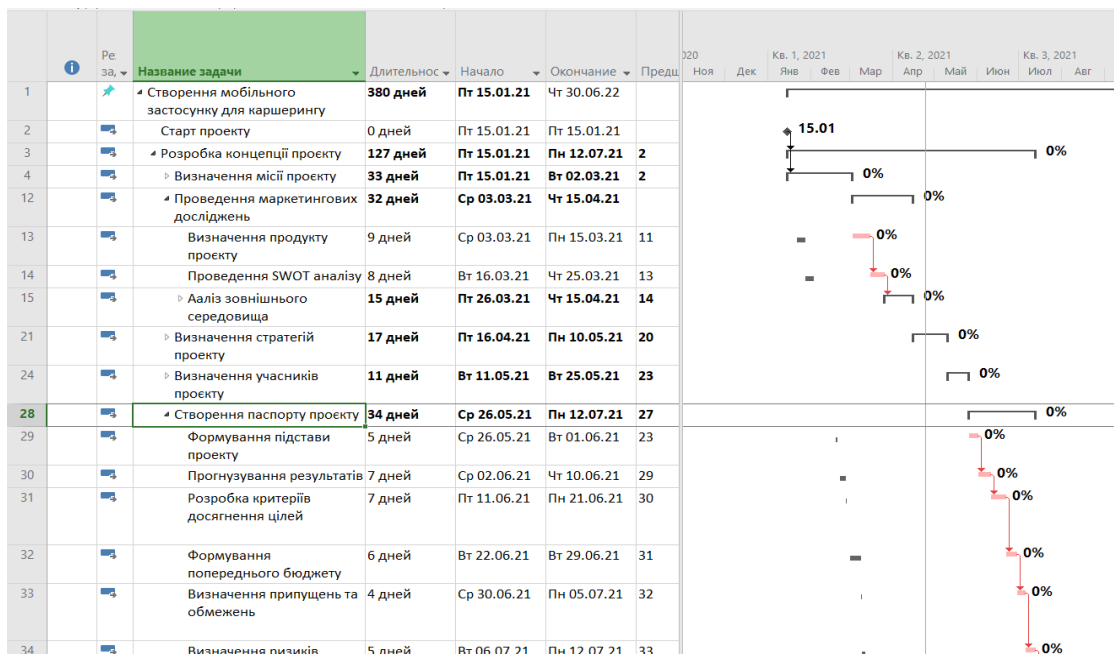 020 Кв. 1, 2021 Кв. 2, 2021 Кв. 3, 2021
Ре
за, Название задачи Длительнос Начало Окончание Предш Ноя Дек Янв Фев Мар Апр Май Июн Июл Авг
1 Створення мобільного 380 дней Пт 15.01.21 Чт 30.06.22
застосунку для каршерингу
2 Старт проекту 0 дней Пт 15.01.21 Пт 15.01.21 15.01
3 Розробка концепції проєкту 127 дней Пт 15.01.21 Пн 12.07.21 2 0%
4 Визначення місії проєкту 33 дня Пт 15.01.21 Вт 02.03.21 2 0%
12 Проведення маркетингових 32 дней Ср 03.03.21 Чт 15.04.21 0%
досліджень
13 Визначення продукту 9 дней Ср 03.03.21 Пн 15.03.21 11 0%
проєкту
14 Проведення SWOT аналізу 8 дней Вт 16.03.21 Чт 25.03.21 13 0%
15 Ааліз зовнішнього 15 дней Пт 26.03.21 Чт 15.04.21 14 0%
середовища
21 Визначення стратегій 17 дней Пт 16.04.21 Пн 10.05.21 20 0%
проекту
24 Визначення учасників 11 дней Вт 11.05.21 Вт 25.05.21 23 0%
проєкту
28 Створення паспорту проєкту 34 дней Ср 26.05.21 Пн 12.07.21 27 0%
29 Формування підстави 5 дней Ср 26.05.21 Вт 01.06.21 23 0%
проекту
30 Прогнузування результатів 7 дней Ср 02.06.21 Чт 10.06.21 29 0%
31 Розробка критеріїв 7 дней Пт 11.06.21 Пн 21.06.21 30 0%
досягнення цілей
32 Формування 6 дней Вт 22.06.21 Вт 29.06.21 31 0%
попереднього бюджету
33 Визначення припущень та 4 дней Ср 30.06.21 Пн 05.07.21 32 0%
обмежень
34 Визначення ризиків 5 дней Вт 06.07.21 Пн 12.07.21 33 0%